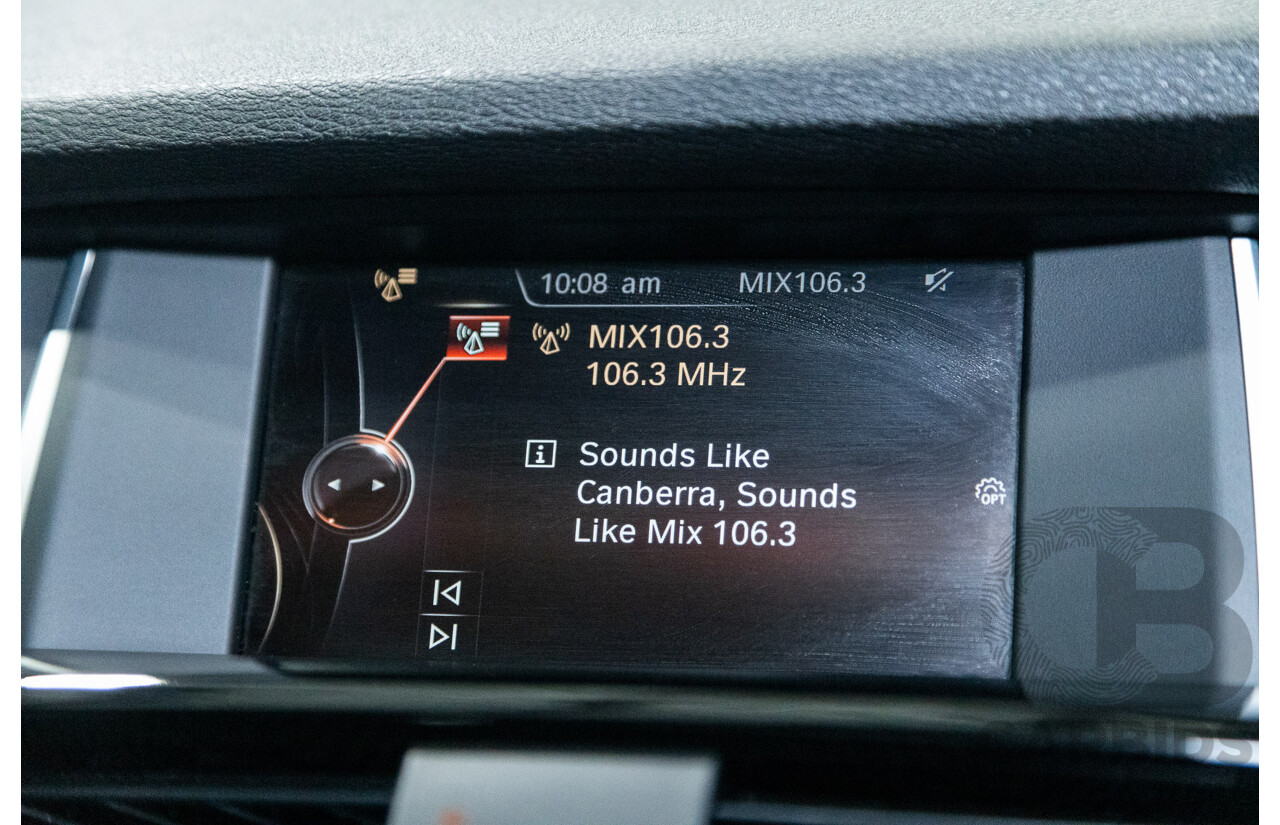 10:08 am MIX106.3
MIX106.3
106.3 MHz
i Sounds Like
Canberra, Sounds
Like Mix 106.3
OPT
CB